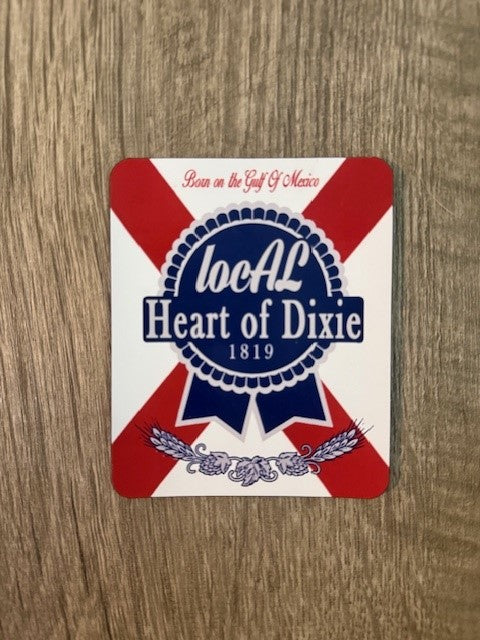 Born on the Gulf Of Mexico
locAL
Heart of Dixie
1819